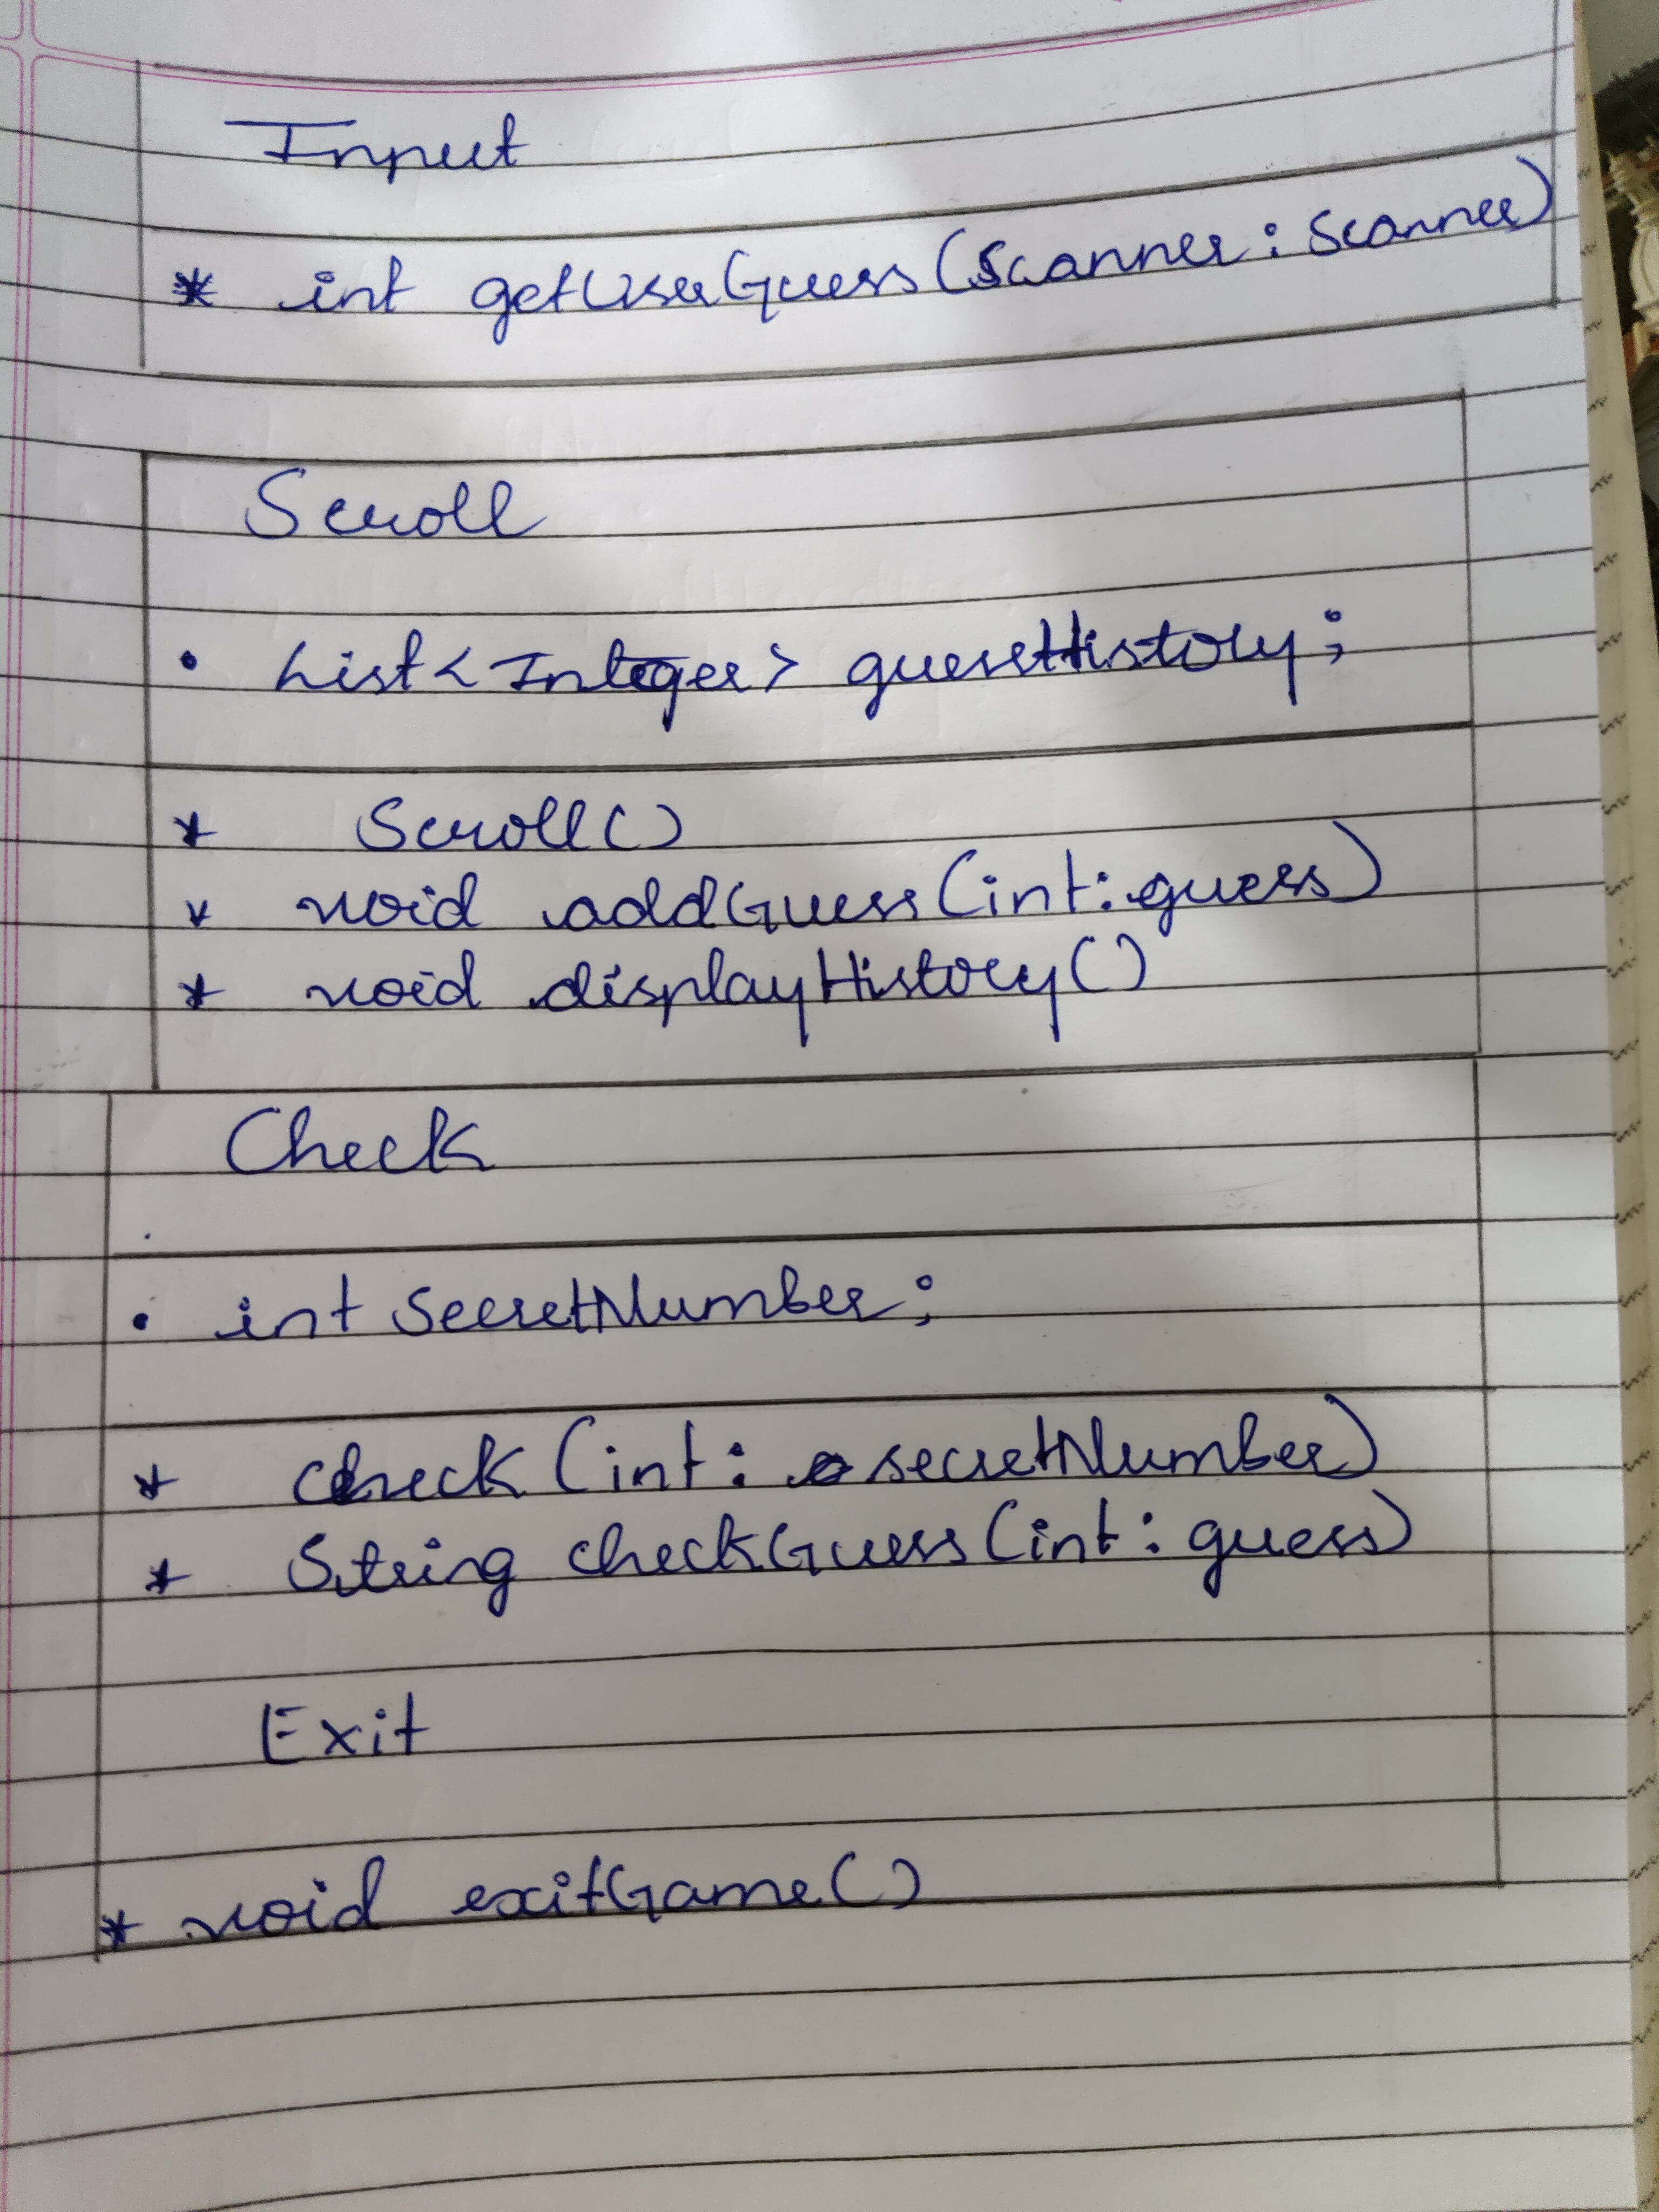 Input
* int getUserGuess(Scanner: Scanner)
Scroll
• List<Integer> guessHistory;
* Scroll()
* void addGuess(int: guess)
* void displayHistory()
Check
• int secretNumber;
* check(int: secretNumber)
* String checkGuess(int: guess)
Exit
* void exitGame()